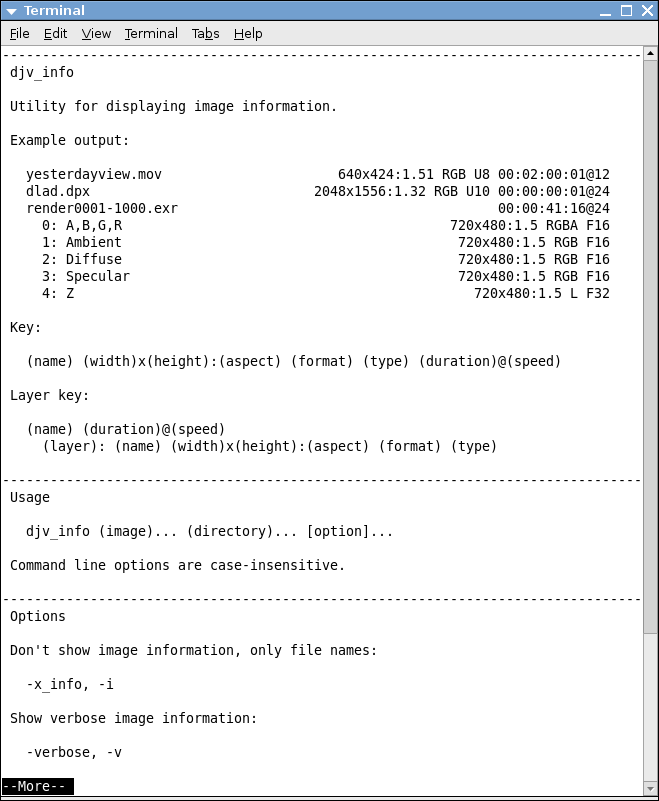 Terminal
File Edit View Terminal Tabs Help
--------------------------------------------------------------------------------
djv_info
Utility for displaying image information.
Example output:
yesterdayview.mov 640x424:1.51 RGB U8 00:02:00:01@12
dlad.dpx 2048x1556:1.32 RGB U10 00:00:00:01@24
render0001-1000.exr 00:00:41:16@24
0: A,B,G,R 720x480:1.5 RGBA F16
1: Ambient 720x480:1.5 RGB F16
2: Diffuse 720x480:1.5 RGB F16
3: Specular 720x480:1.5 RGB F16
4: Z 720x480:1.5 L F32
Key:
(name) (width)x(height):(aspect) (format) (type) (duration)@(speed)
Layer key:
(name) (duration)@(speed)
(layer): (name) (width)x(height):(aspect) (format) (type)
--------------------------------------------------------------------------------
Usage
djv_info (image)... (directory)... [option]...
Command line options are case-insensitive.
--------------------------------------------------------------------------------
Options
Don't show image information, only file names:
-x_info, -i
Show verbose image information:
-verbose, -v
--More--